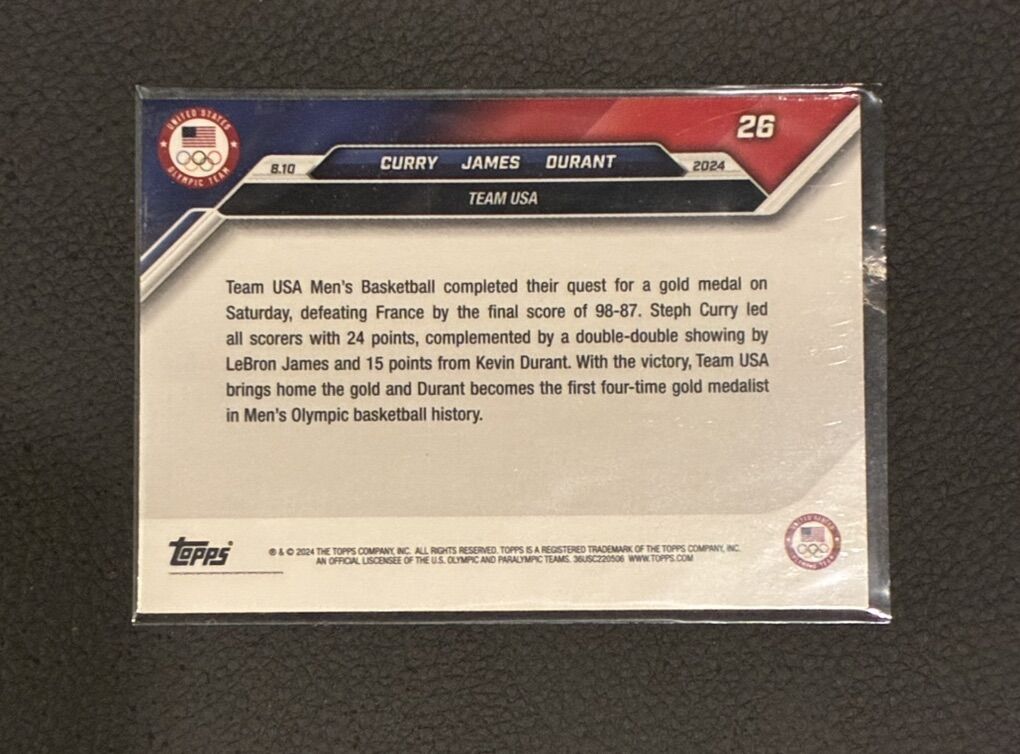 UNITED STATES
OLYMPIC TEAM
26
8.10
CURRY JAMES DURANT
2024
TEAM USA
Team USA Men's Basketball completed their quest for a gold medal on
Saturday, defeating France by the final score of 98-87. Steph Curry led
all scorers with 24 points, complemented by a double-double showing by
LeBron James and 15 points from Kevin Durant. With the victory, Team USA
brings home the gold and Durant becomes the first four-time gold medalist
in Men's Olympic basketball history.
Topps®
® & © 2024 THE TOPPS COMPANY, INC. ALL RIGHTS RESERVED. TOPPS IS A REGISTERED TRADEMARK OF THE TOPPS COMPANY, INC.
AN OFFICIAL LISCENSEE OF THE U.S. OLYMPIC AND PARALYMPIC TEAMS. 36USC220506 WWW.TOPPS.COM
UNITED STATES
OLYMPIC TEAM